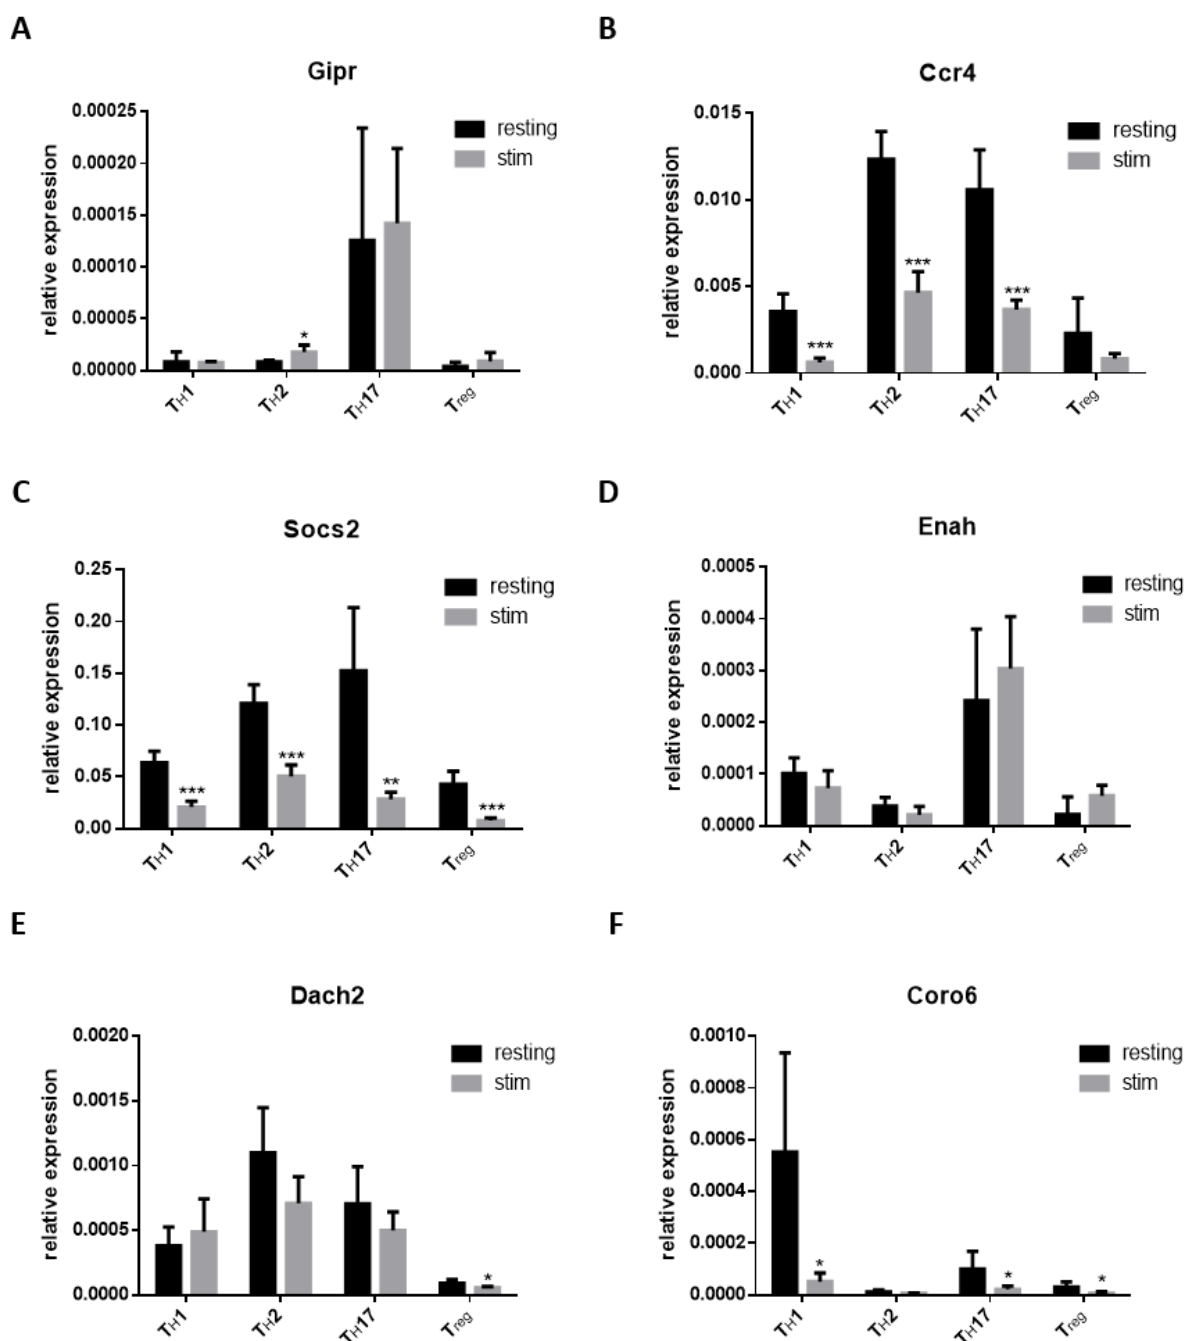 A
Gipr
0.00025
0.00020
0.00015
0.00010
0.00005
0.00000
relative expression
resting
stim
*
TH1
TH2
TH17
Treg
B
Ccr4
0.015
0.010
0.005
0.000
relative expression
resting
stim
***
***
***
TH1
TH2
TH17
Treg
C
Socs2
0.25
0.20
0.15
0.10
0.05
0.00
relative expression
resting
stim
***
***
**
***
TH1
TH2
TH17
Treg
D
Enah
0.0005
0.0004
0.0003
0.0002
0.0001
0.0000
relative expression
resting
stim
TH1
TH2
TH17
Treg
E
Dach2
0.0020
0.0015
0.0010
0.0005
0.0000
relative expression
resting
stim
*
TH1
TH2
TH17
Treg
F
Coro6
0.0010
0.0008
0.0006
0.0004
0.0002
0.0000
relative expression
resting
stim
*
*
*
TH1
TH2
TH17
Treg